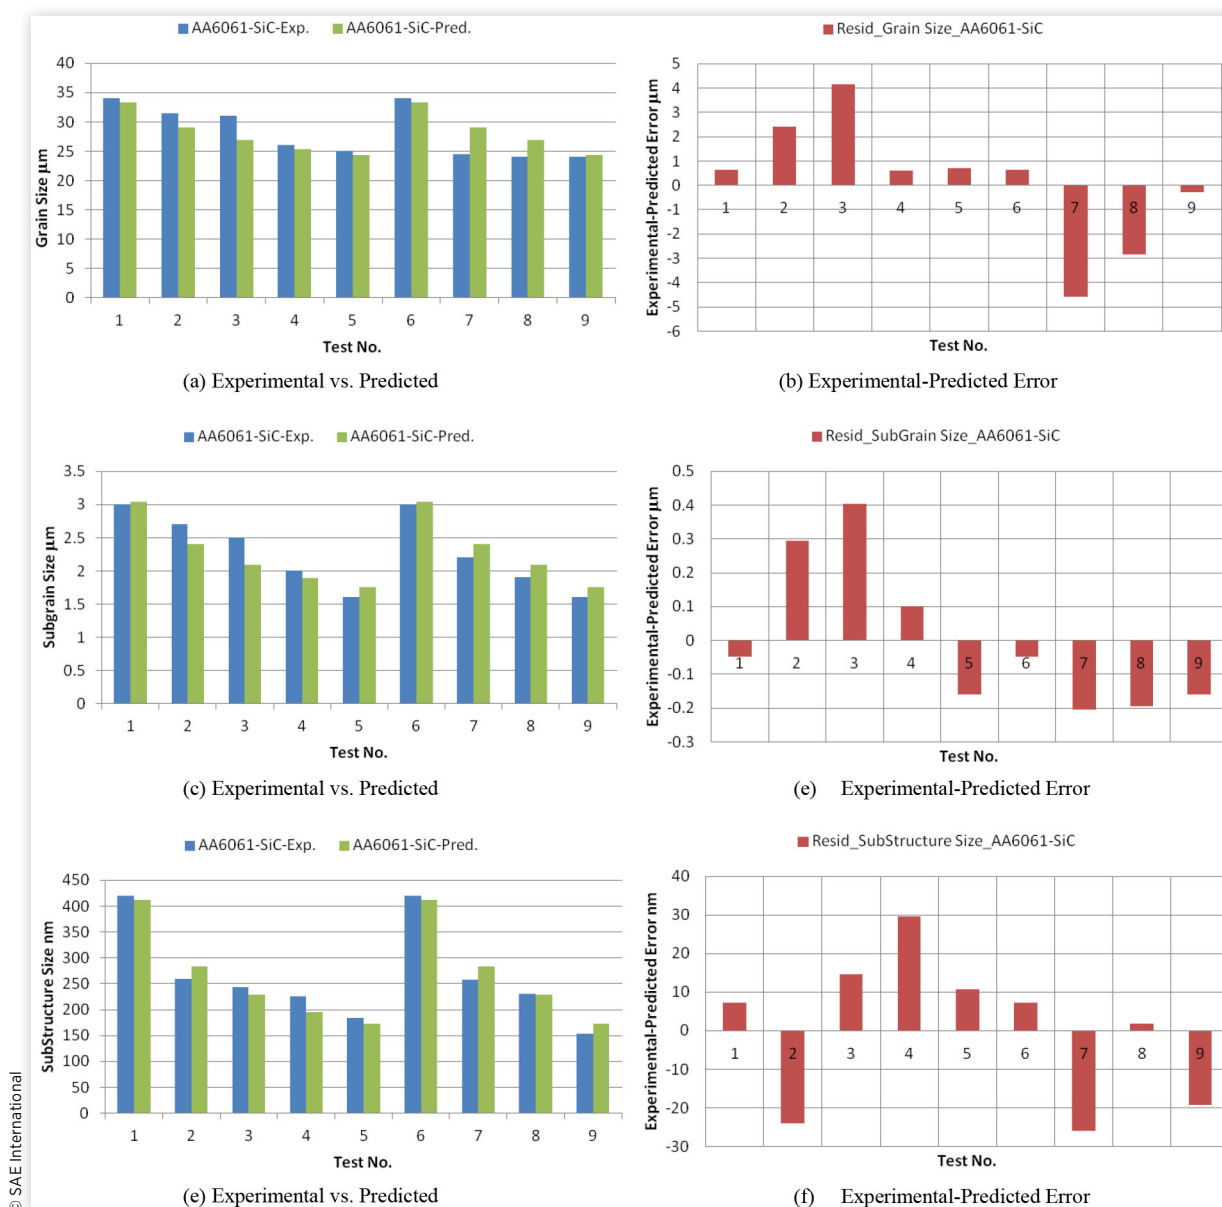 AA6061-SiC-Exp. AA6061-SiC-Pred.
40
35
30
25
20
15
10
5
0
Grain Size µm
1 2 3 4 5 6 7 8 9
Test No.
(a) Experimental vs. Predicted
Resid_Grain Size_AA6061-SiC
5
4
3
2
1
0
-1
-2
-3
-4
-5
-6
Experimental-Predicted Error µm
1 2 3 4 5 6 7 8 9
Test No.
(b) Experimental-Predicted Error
AA6061-SiC-Exp. AA6061-SiC-Pred.
3.5
3
2.5
2
1.5
1
0.5
0
Subgrain Size µm
1 2 3 4 5 6 7 8 9
Test No.
(c) Experimental vs. Predicted
Resid_SubGrain Size_AA6061-SiC
0.5
0.4
0.3
0.2
0.1
0
-0.1
-0.2
-0.3
Experimental-Predicted Error µm
1 2 3 4 5 6 7 8 9
Test No.
(e) Experimental-Predicted Error
AA6061-SiC-Exp. AA6061-SiC-Pred.
450
400
350
300
250
200
150
100
50
0
SubStructure Size nm
1 2 3 4 5 6 7 8 9
Test No.
(e) Experimental vs. Predicted
Resid_SubStructure Size_AA6061-SiC
40
30
20
10
0
-10
-20
-30
Experimental-Predicted Error nm
1 2 3 4 5 6 7 8 9
Test No.
(f) Experimental-Predicted Error
© SAE International